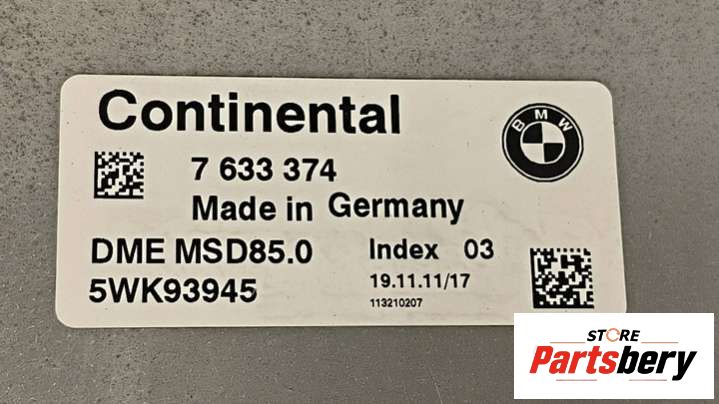 Continental
BMW
7 633 374
Made in Germany
DME MSD85.0 Index 03
5WK93945 19.11.11/17
113210207
STORE
Partsbery